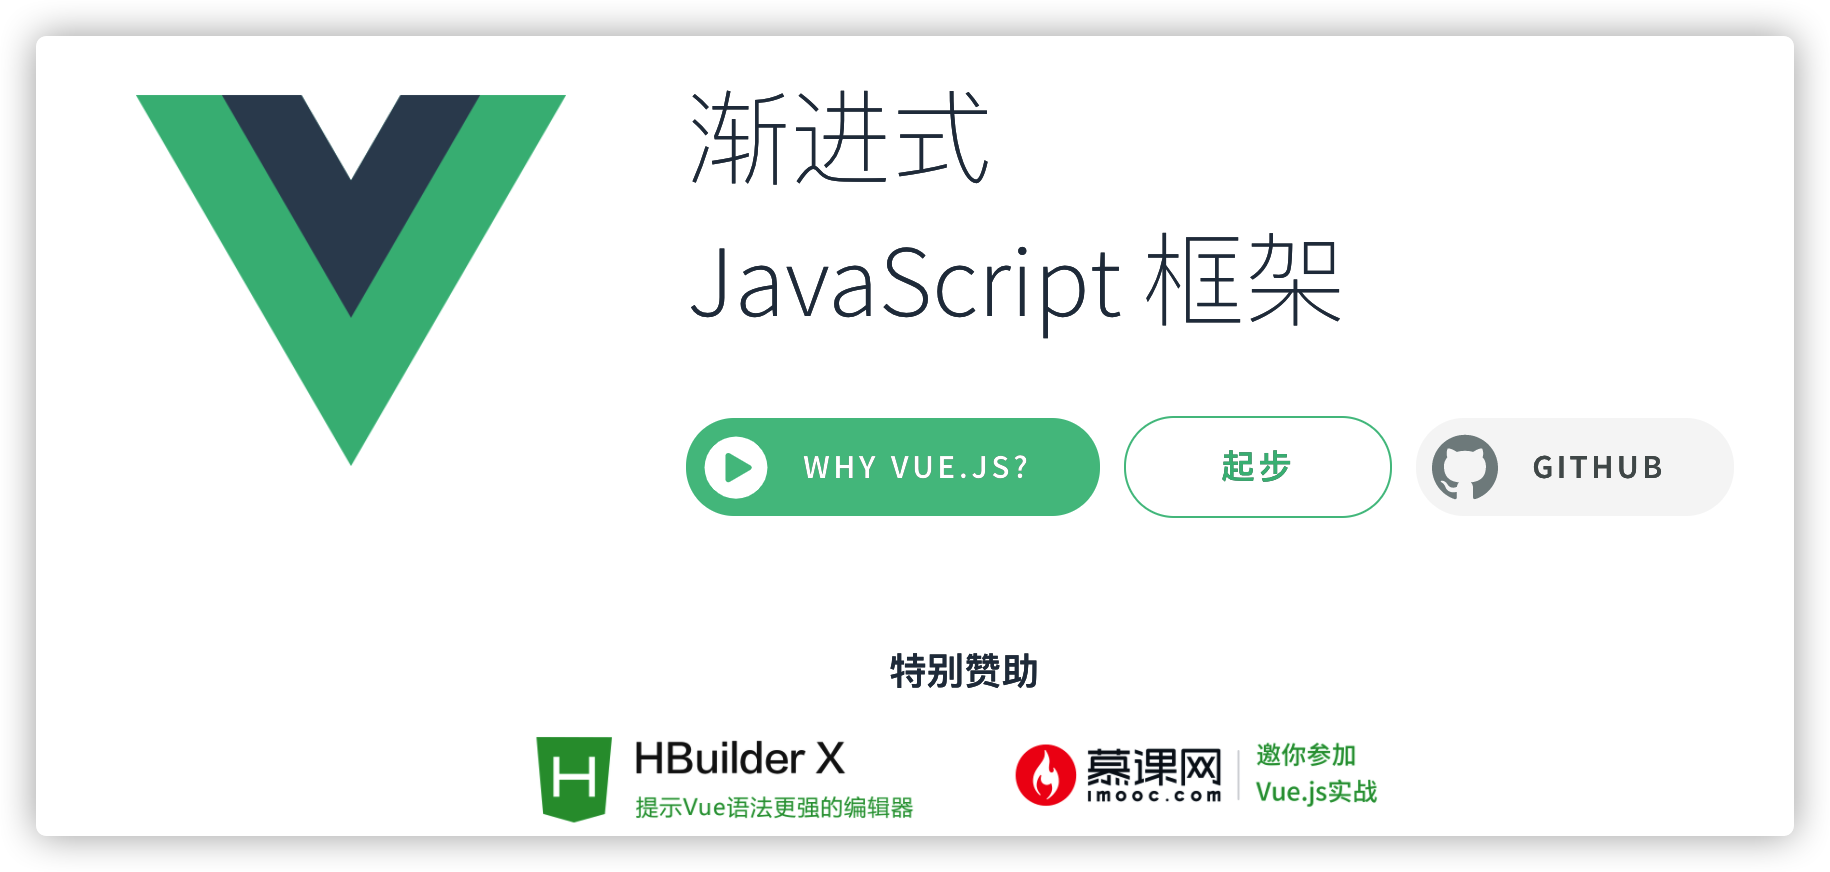 渐进式
JavaScript 框架
WHY VUE.JS?
起步
GITHUB
特别赞助
HBuilder X
提示Vue语法更强的编辑器
慕课网
imooc.com
邀你参加
Vue.js实战